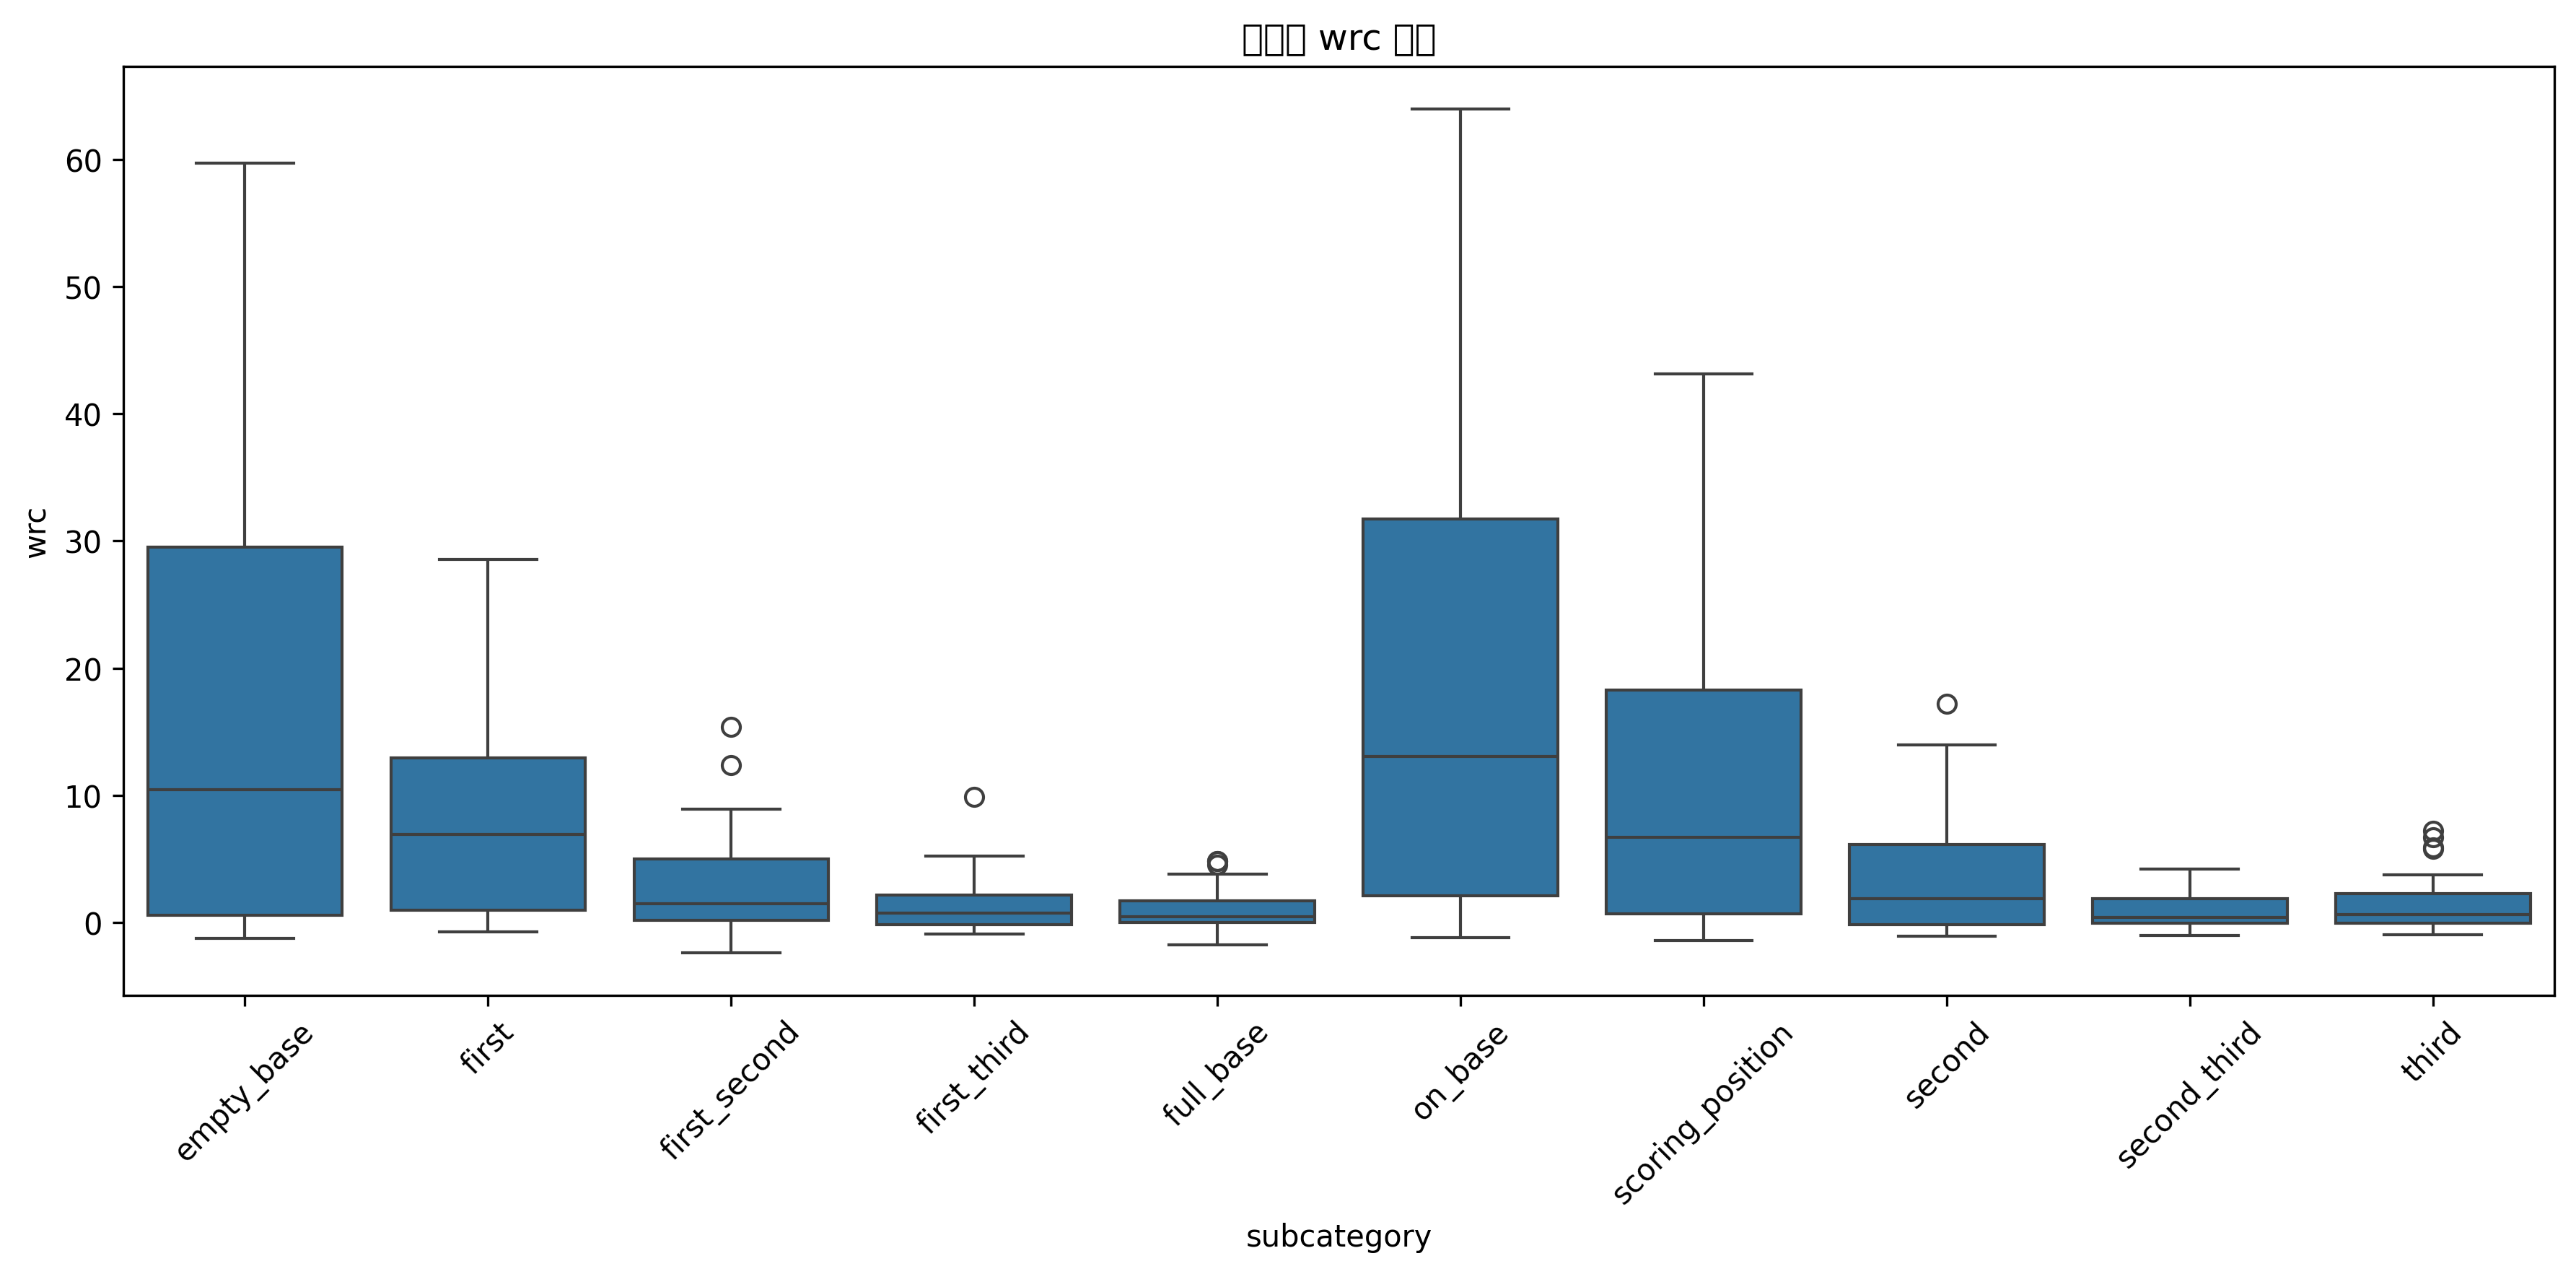 wrc
wrc
60
50
40
30
20
10
0
empty_base
first
first_second
first_third
full_base
on_base
scoring_position
second
second_third
third
subcategory